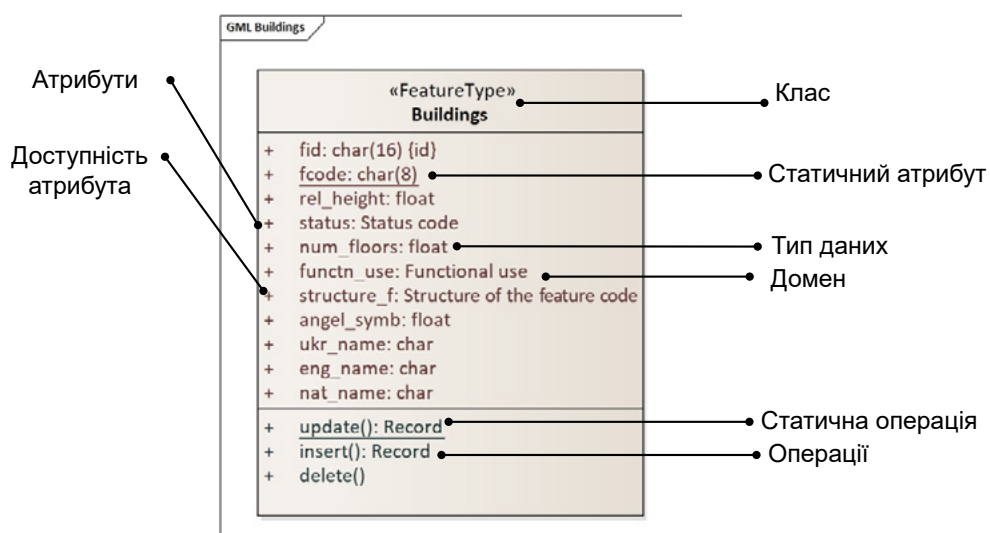 GML Buildings
Атрибути
Доступність
атрибута
«FeatureType»
Buildings
+ fid: char(16) {id}
+ fcode: char(8)
+ rel_height: float
+ status: Status code
+ num_floors: float
+ functn_use: Functional use
+ structure_f: Structure of the feature code
+ angel_symb: float
+ ukr_name: char
+ eng_name: char
+ nat_name: char
+ update(): Record
+ insert(): Record
+ delete()
Клас
Статичний атрибут
Тип даних
Домен
Статична операція
Операції